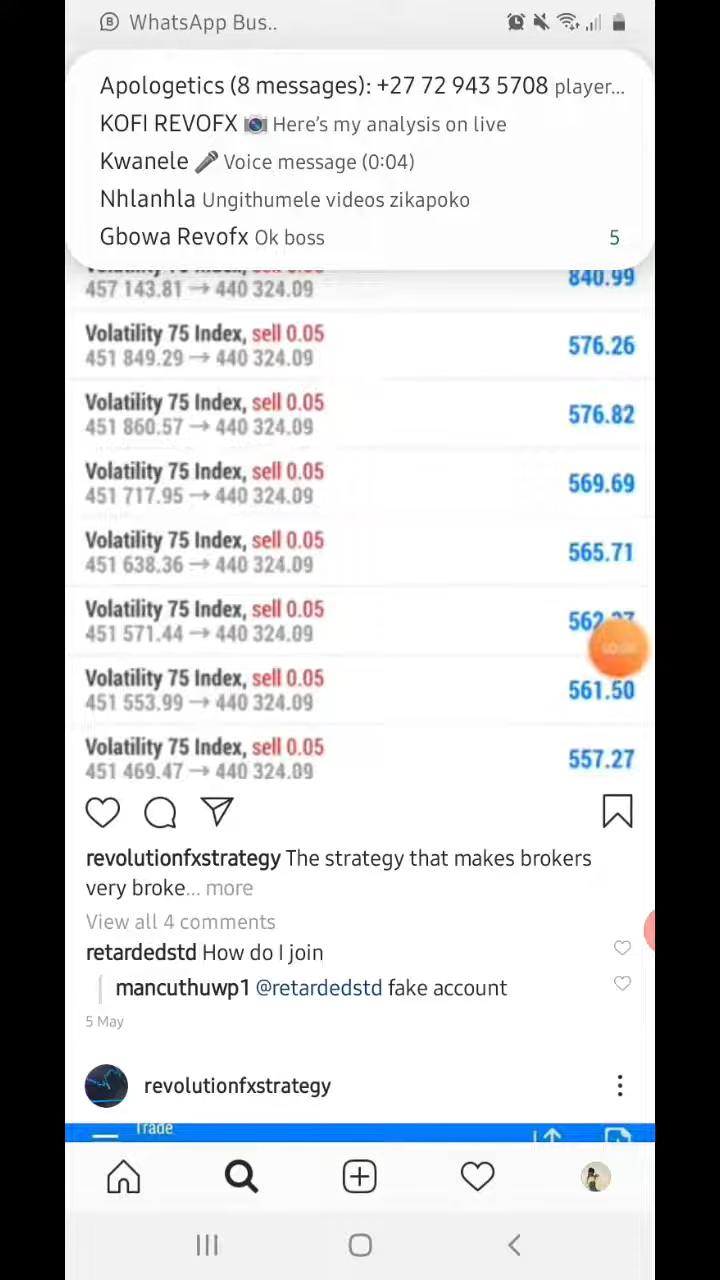 WhatsApp Bus..
Apologetics (8 messages): +27 72 943 5708 player...
KOFI REVOFX 📷 Here's my analysis on live
Kwanele 🎤 Voice message (0:04)
Nhlanhla Ungithumele videos zikapoko
Gbowa Revofx Ok boss 5
Volatility 75 Index, sell 0.05 840.99
457 143.81 → 440 324.09
Volatility 75 Index, sell 0.05 576.26
451 849.29 → 440 324.09
Volatility 75 Index, sell 0.05 576.82
451 860.57 → 440 324.09
Volatility 75 Index, sell 0.05 569.69
451 717.95 → 440 324.09
Volatility 75 Index, sell 0.05 565.71
451 638.36 → 440 324.09
Volatility 75 Index, sell 0.05
451 571.44 → 440 324.09
Volatility 75 Index, sell 0.05 561.50
451 553.99 → 440 324.09
Volatility 75 Index, sell 0.05 557.27
451 469.47 → 440 324.09
revolutionfxstrategy The strategy that makes brokers
very broke... more
View all 4 comments
retardedstd How do I join
mancuthuwp1 @retardedstd fake account
5 May
revolutionfxstrategy
Trade